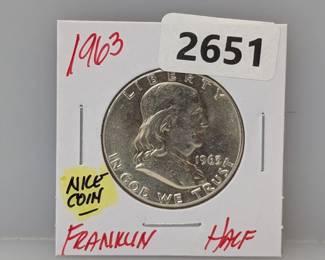 1963
2651
LIBERTY
1963
IN GOD WE TRUST
NICE
COIN
FRANKLIN HALF